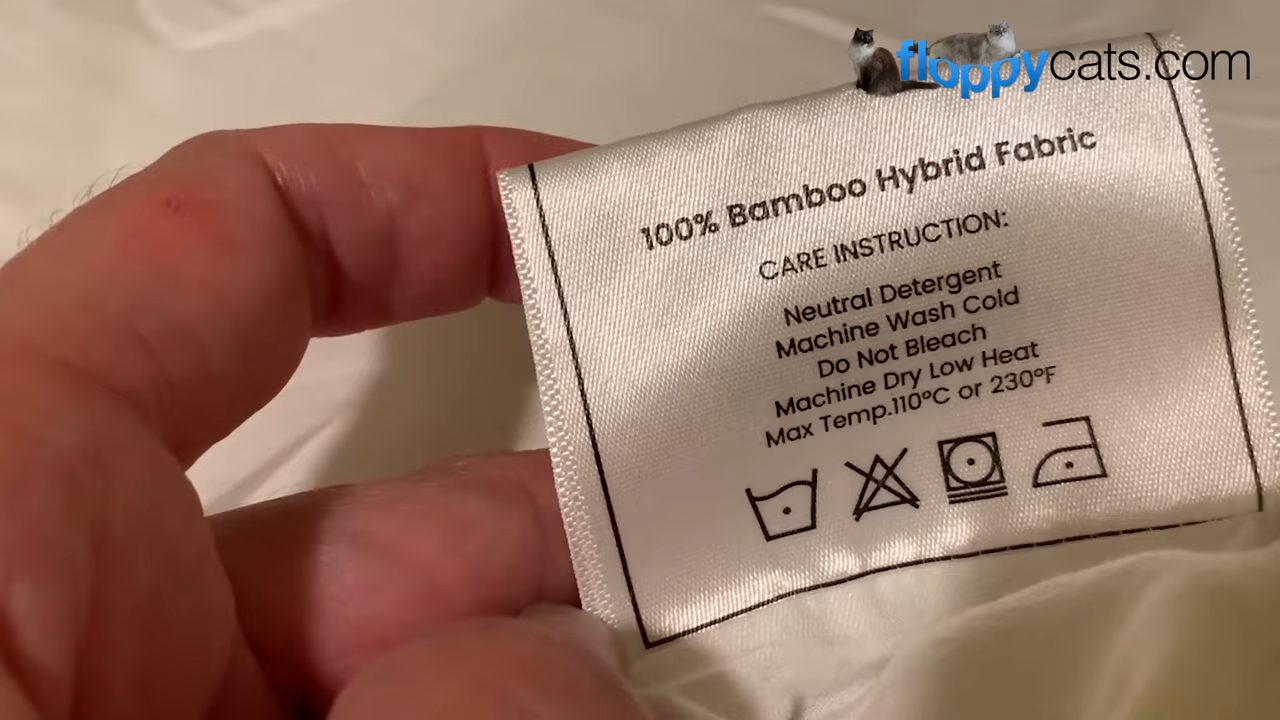 floppycats.com
100% Bamboo Hybrid Fabric
CARE INSTRUCTION:
Neutral Detergent
Machine Wash Cold
Do Not Bleach
Machine Dry Low Heat
Max Temp.110°C or 230°F